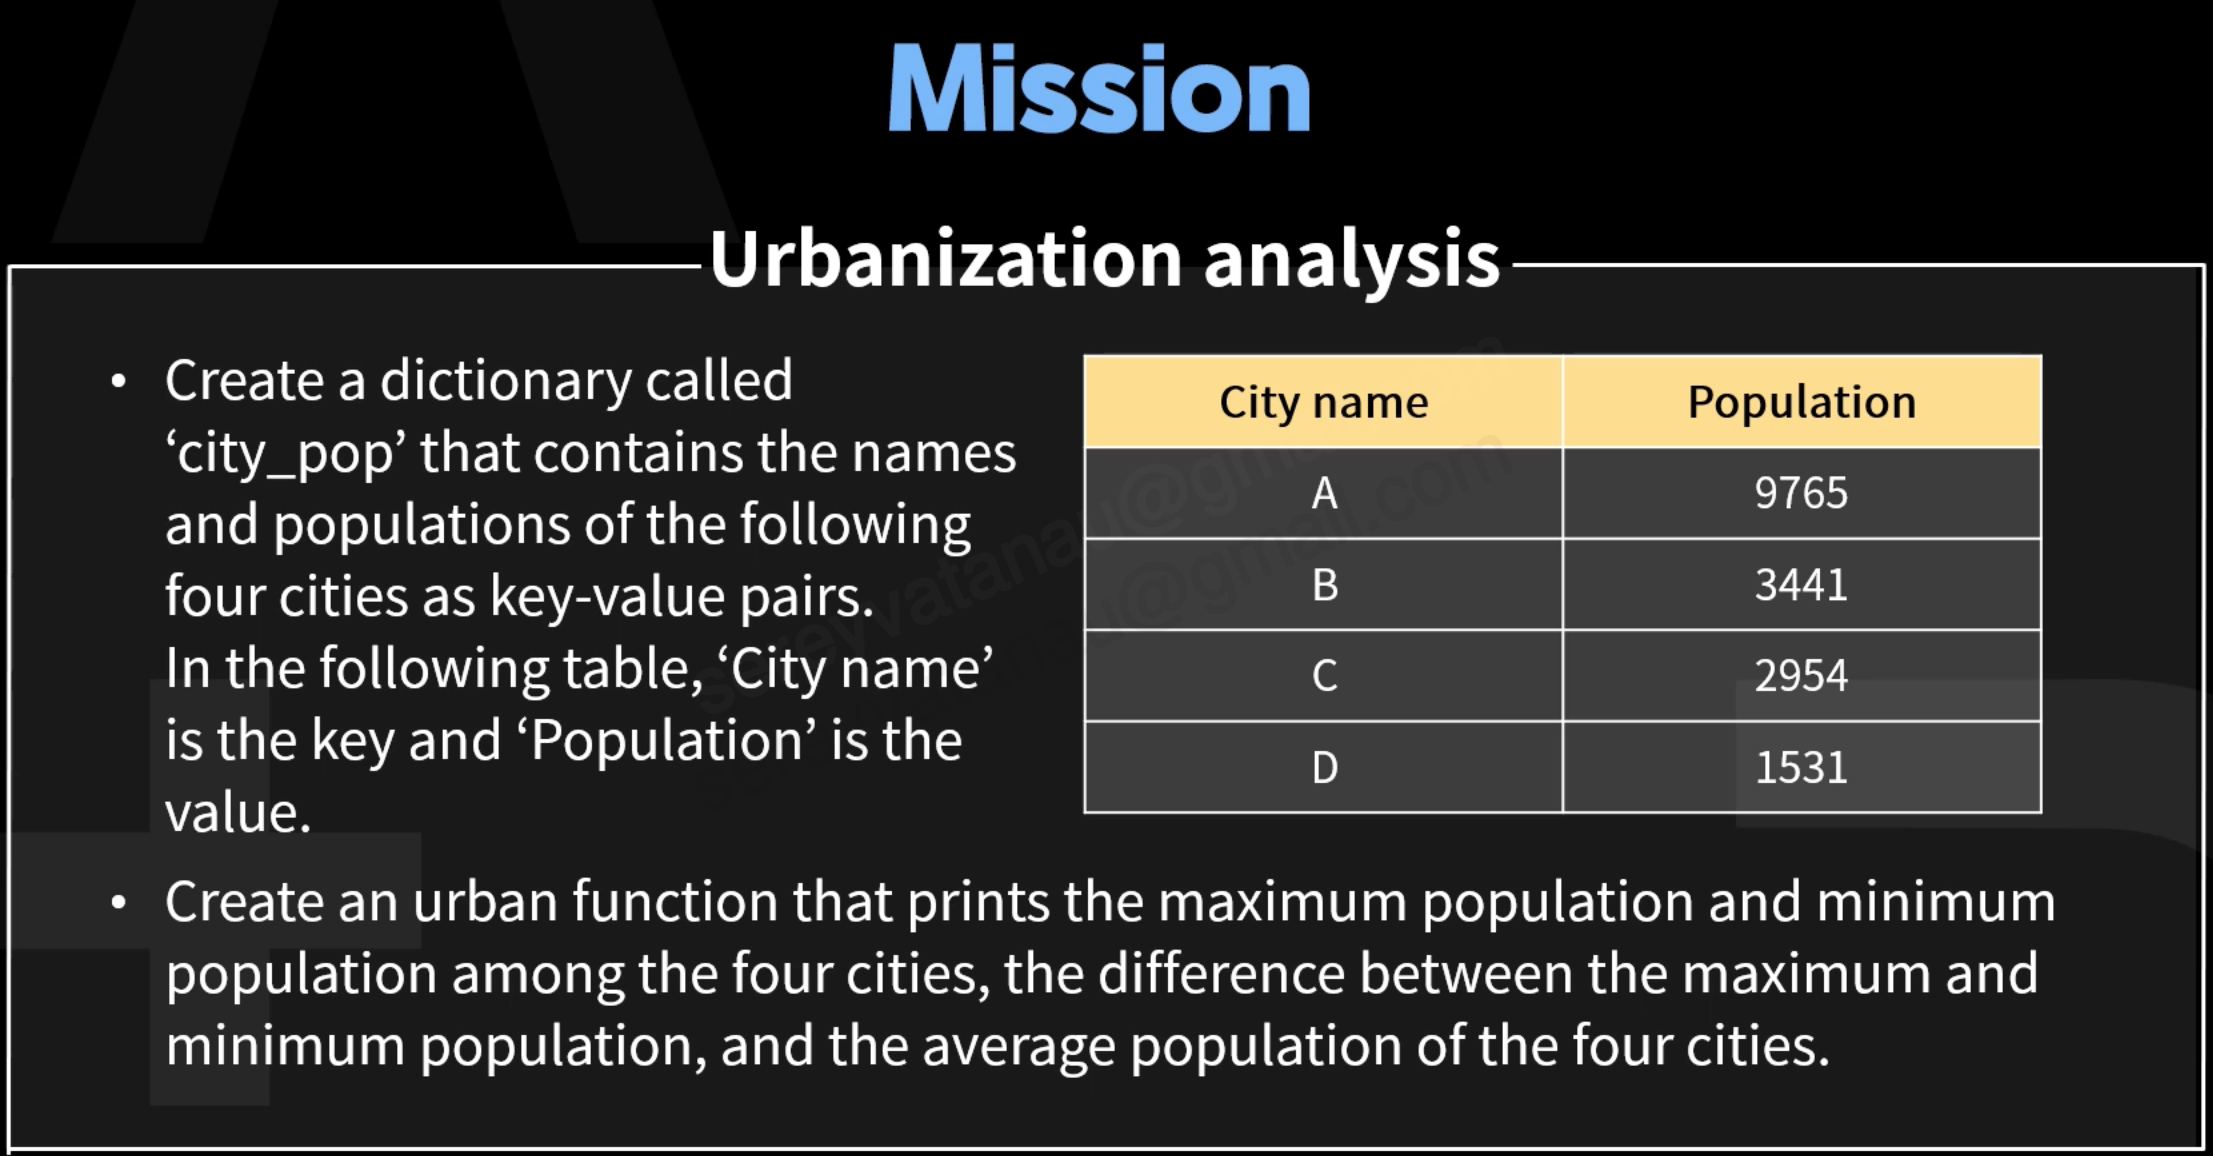 Mission
Urbanization analysis
• Create a dictionary called
‘city_pop’ that contains the names
and populations of the following
four cities as key-value pairs.
In the following table, ‘City name’
is the key and ‘Population’ is the
value.
City name Population
A 9765
B 3441
C 2954
D 1531
• Create an urban function that prints the maximum population and minimum
population among the four cities, the difference between the maximum and
minimum population, and the average population of the four cities.